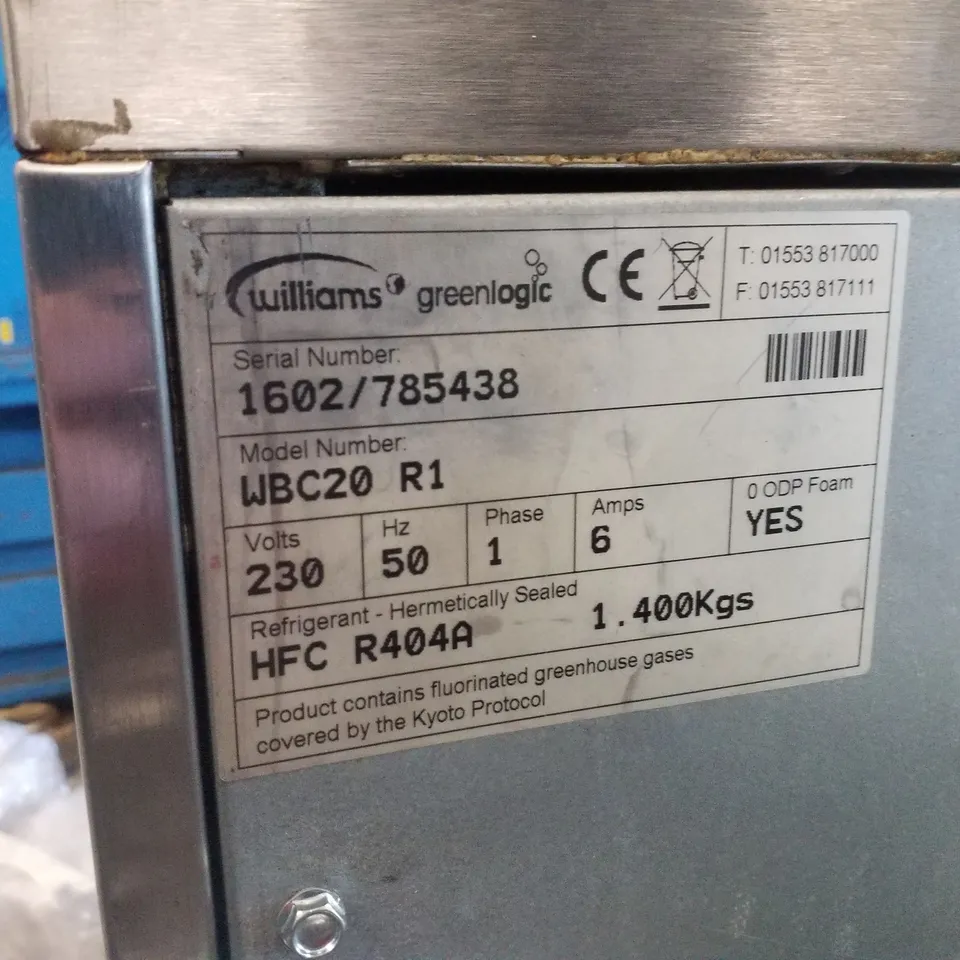 williams greenlogic CE
T: 01553 817000
F: 01553 817111
Serial Number:
1602/785438
Model Number:
WBC20 R1
Volts Hz Phase Amps 0 ODP Foam
230 50 1 6 YES
Refrigerant - Hermetically Sealed
HFC R404A 1.400Kgs
Product contains fluorinated greenhouse gases
covered by the Kyoto Protocol